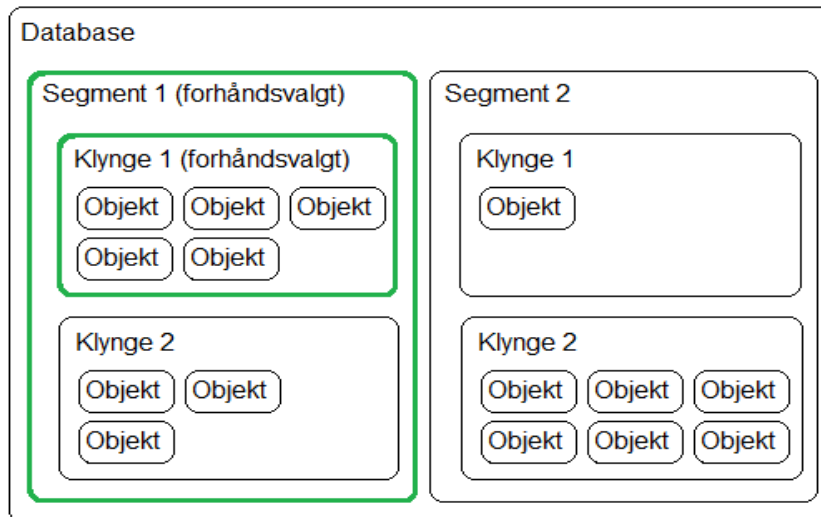 Database
Segment 1 (forhåndsvalgt)
Klynge 1 (forhåndsvalgt)
Objekt Objekt Objekt
Objekt Objekt
Klynge 2
Objekt Objekt
Objekt
Segment 2
Klynge 1
Objekt
Klynge 2
Objekt Objekt Objekt
Objekt Objekt Objekt